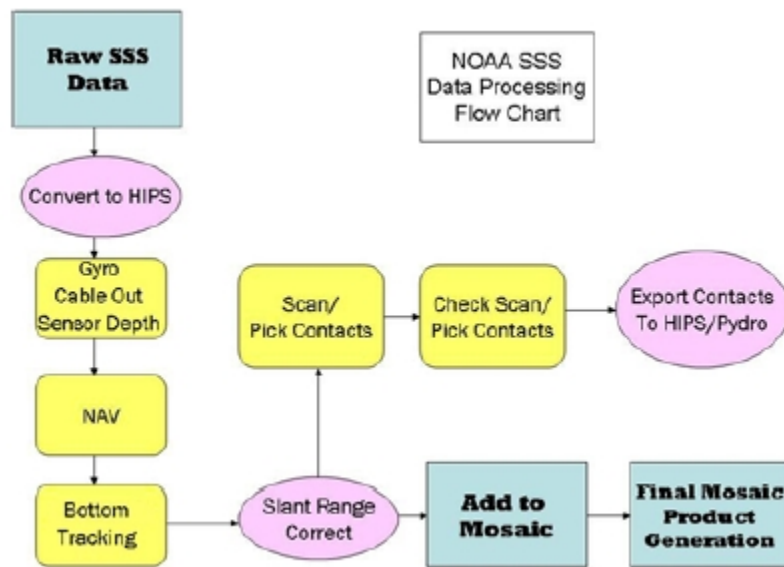 Raw SSS
Data
NOAA SSS
Data Processing
Flow Chart
Convert to HIPS
Gyro
Cable Out
Sensor Depth
Scan/
Pick Contacts
Check Scan/
Pick Contacts
Export Contacts
To HIPS/Pydro
NAV
Bottom
Tracking
Slant Range
Correct
Add to
Mosaic
Final Mosaic
Product
Generation